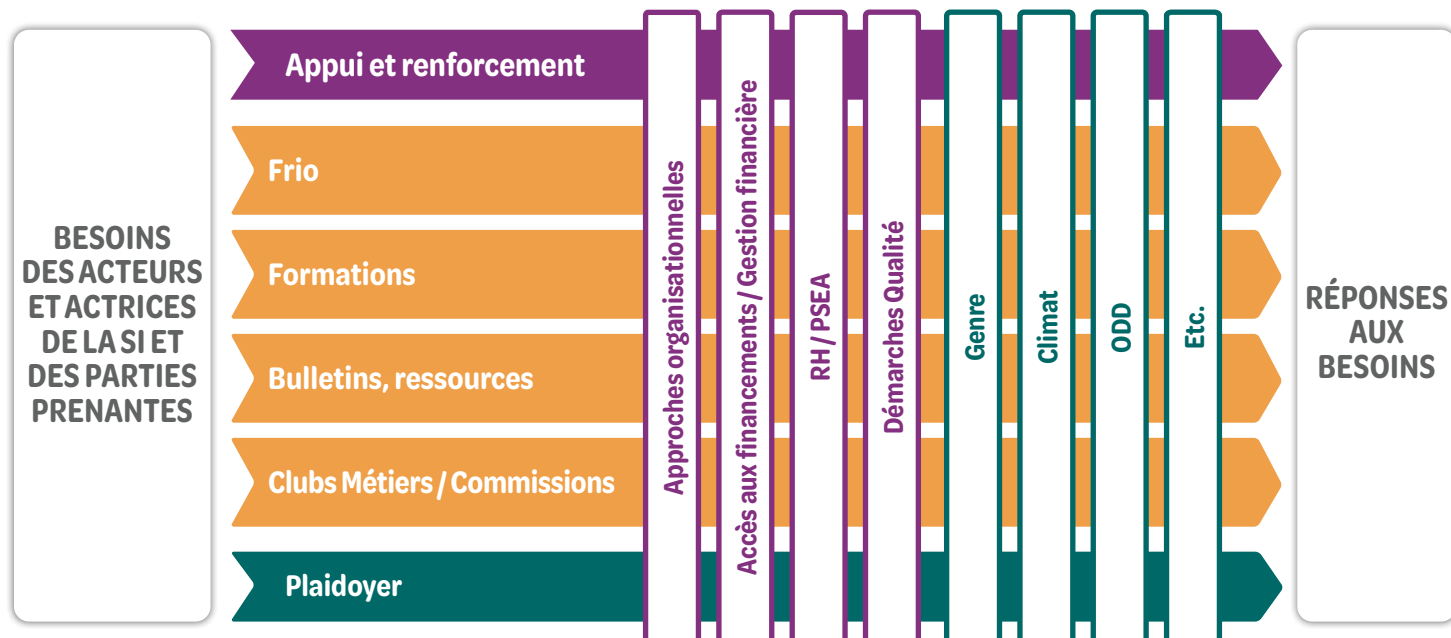 BESOINS
DES ACTEURS
ET ACTRICES
DE LA SI ET
DES PARTIES
PRENANTES
Appui et renforcement
Frio
Formations
Bulletins, ressources
Clubs Métiers / Commissions
Plaidoyer
Approches organisationnelles
Accès aux financements / Gestion financière
RH / PSEA
Démarches Qualité
Genre
Climat
ODD
Etc.
RÉPONSES
AUX
BESOINS